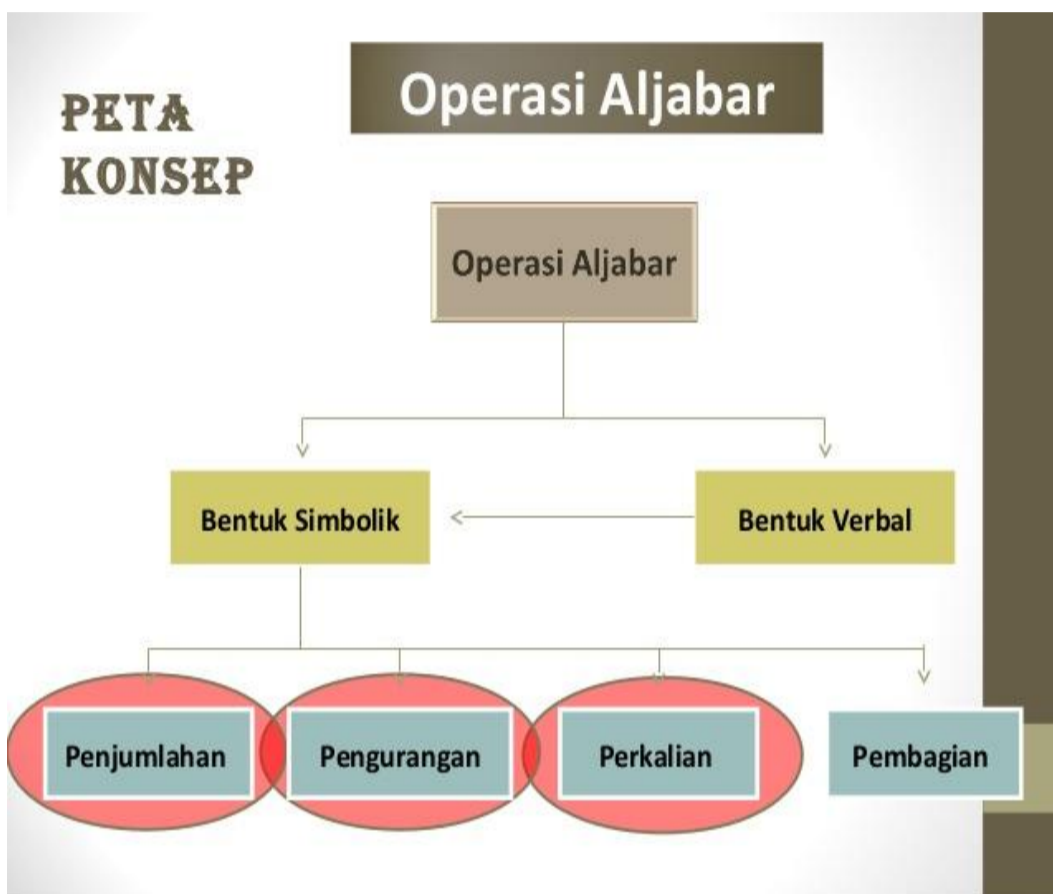 PETA
KONSEP
Operasi Aljabar
Operasi Aljabar
Bentuk Simbolik
Bentuk Verbal
Penjumlahan
Pengurangan
Perkalian
Pembagian